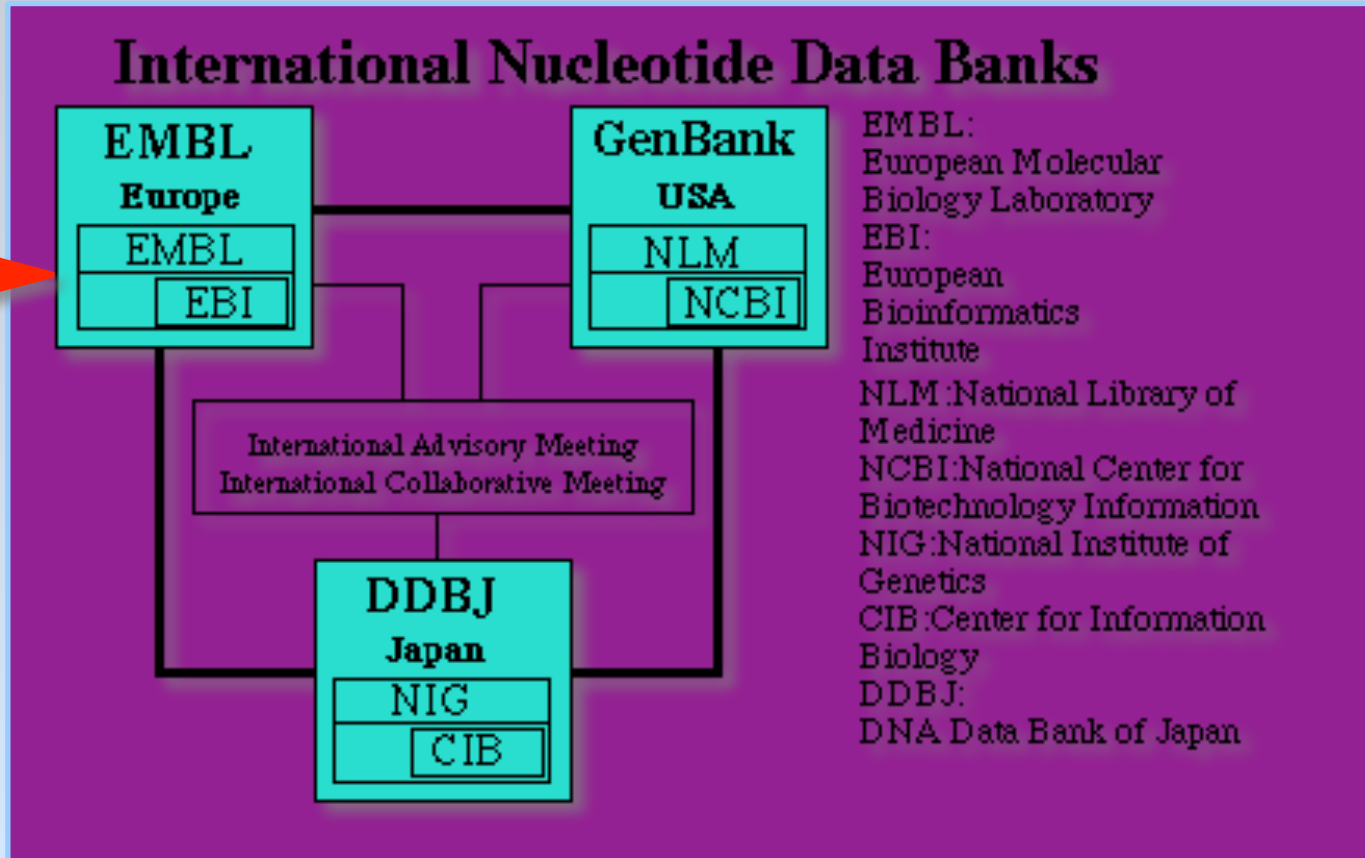 International Nucleotide Data Banks
EMBL
Europe
EMBL
EBI
GenBank
USA
NLM
NCBI
International Advisory Meeting
International Collaborative Meeting
DDBJ
Japan
NIG
CIB
EMBL:
European Molecular
Biology Laboratory
EBI:
European
Bioinformatics
Institute
NLM:National Library of
Medicine
NCBI:National Center for
Biotechnology Information
NIG:National Institute of
Genetics
CIB:Center for Information
Biology
DDBJ:
DNA Data Bank of Japan